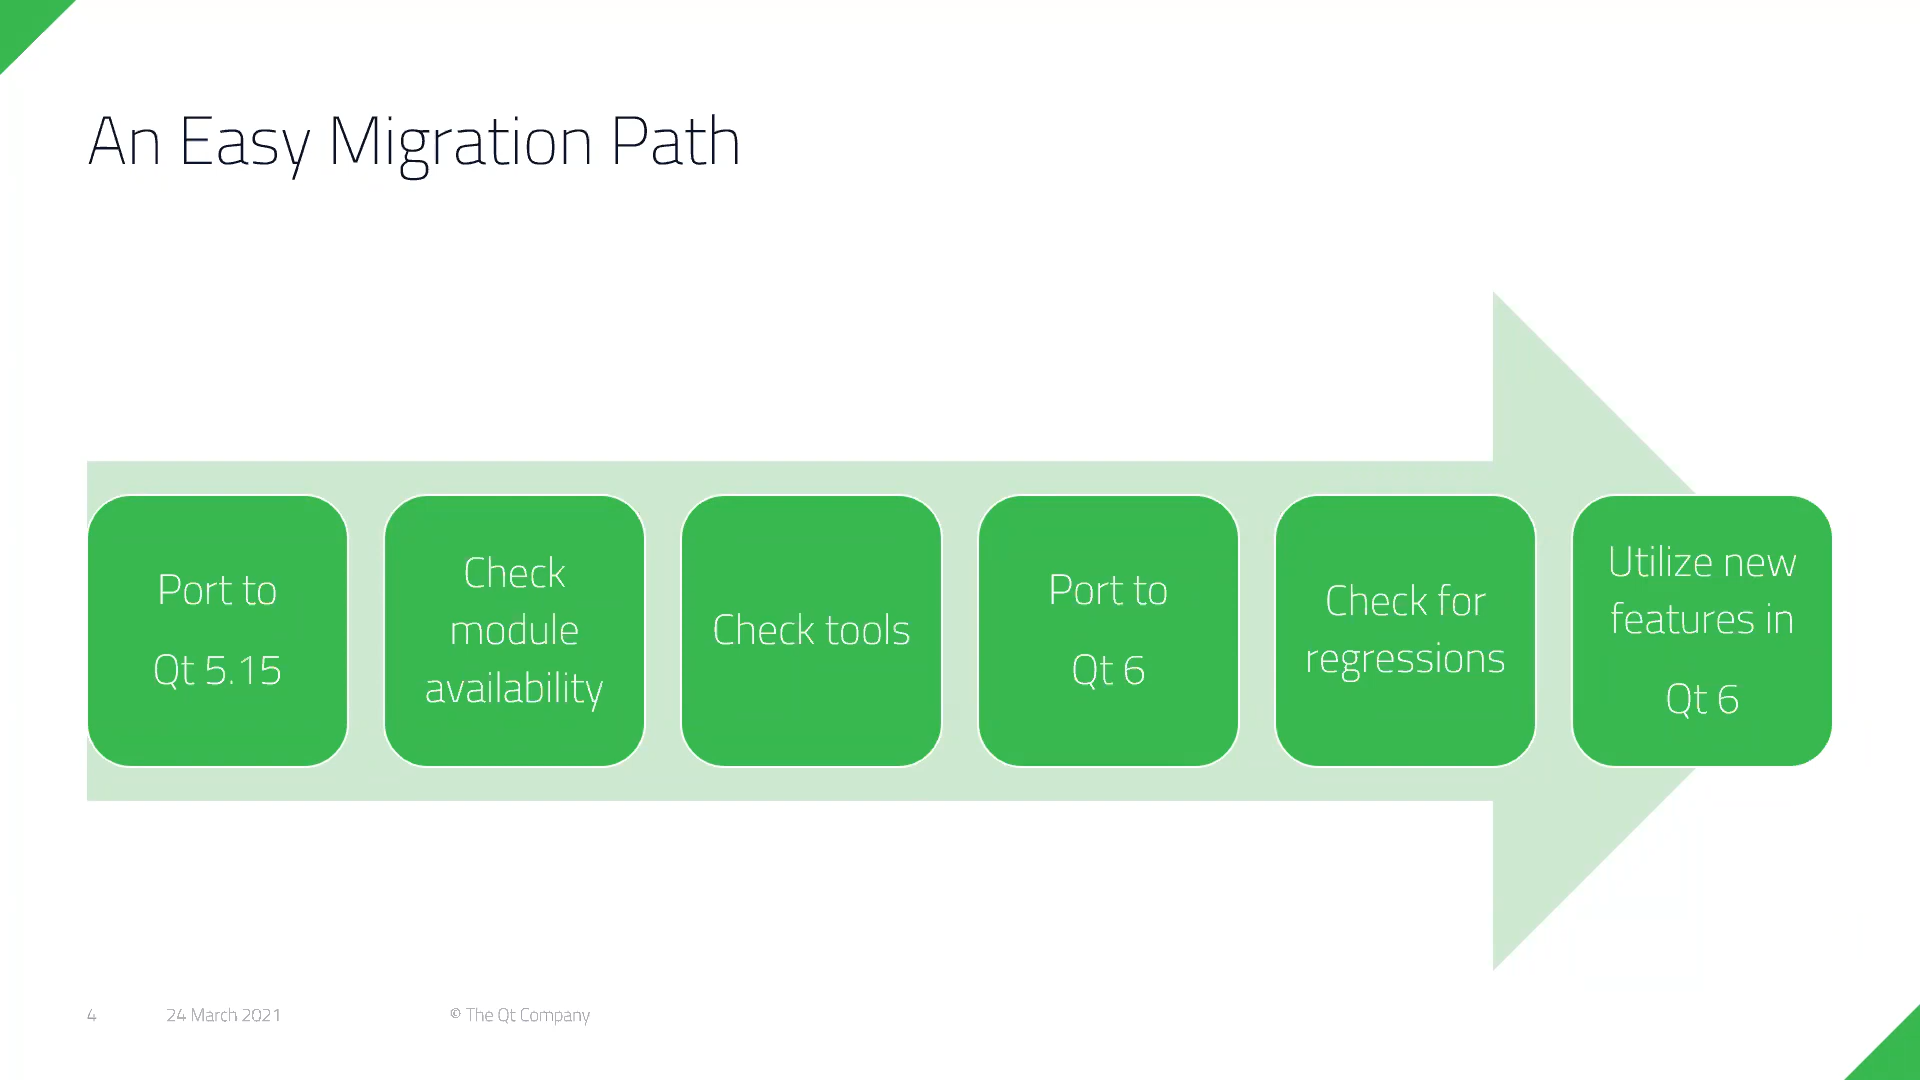 An Easy Migration Path
Port to
Qt 5.15
Check
module
availability
Check tools
Port to
Qt 6
Check for
regressions
Utilize new
features in
Qt 6
4
24 March 2021
© The Qt Company